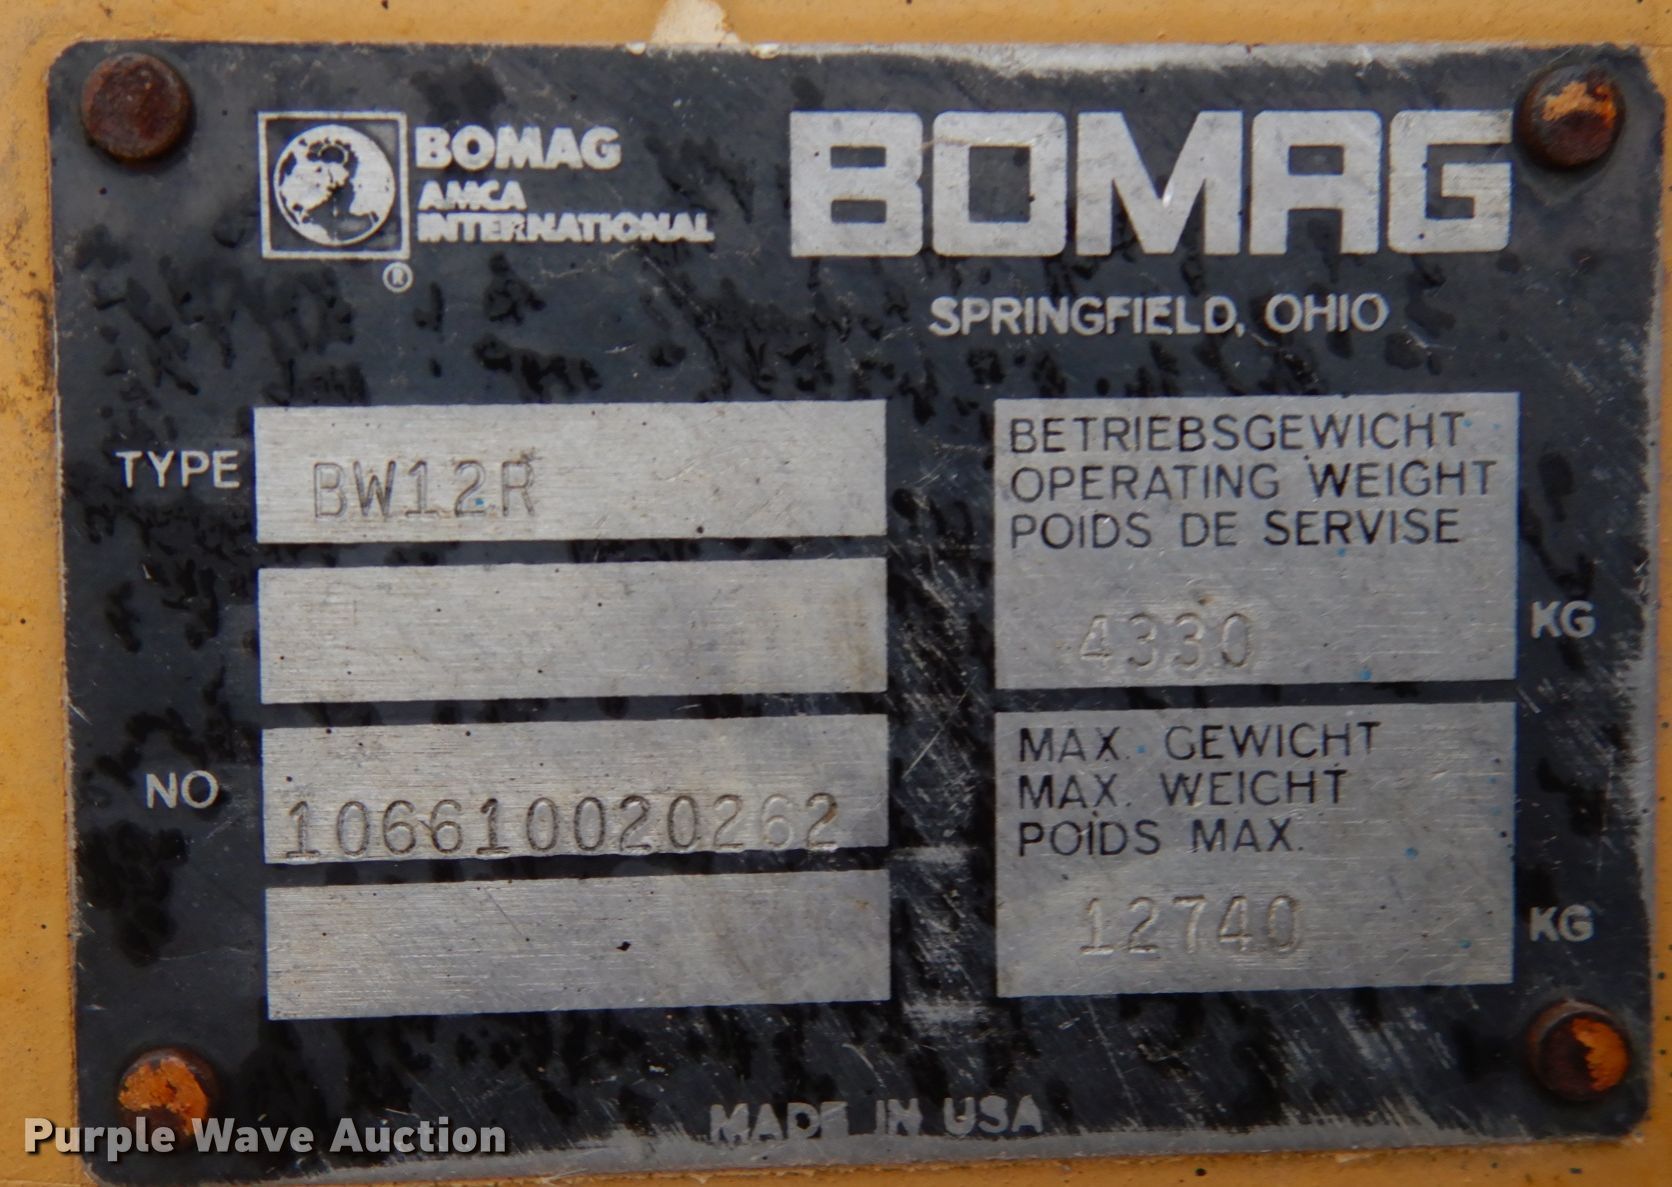 BOMAG
AMCA
INTERNATIONAL
®
BOMAG
SPRINGFIELD, OHIO
TYPE
BW12R
NO
106610020262
BETRIEBSGEWICHT
OPERATING WEIGHT
POIDS DE SERVISE
4330
KG
MAX. GEWICHT
MAX. WEICHT
POIDS MAX.
12740
KG
MADE IN USA
Purple Wave Auction